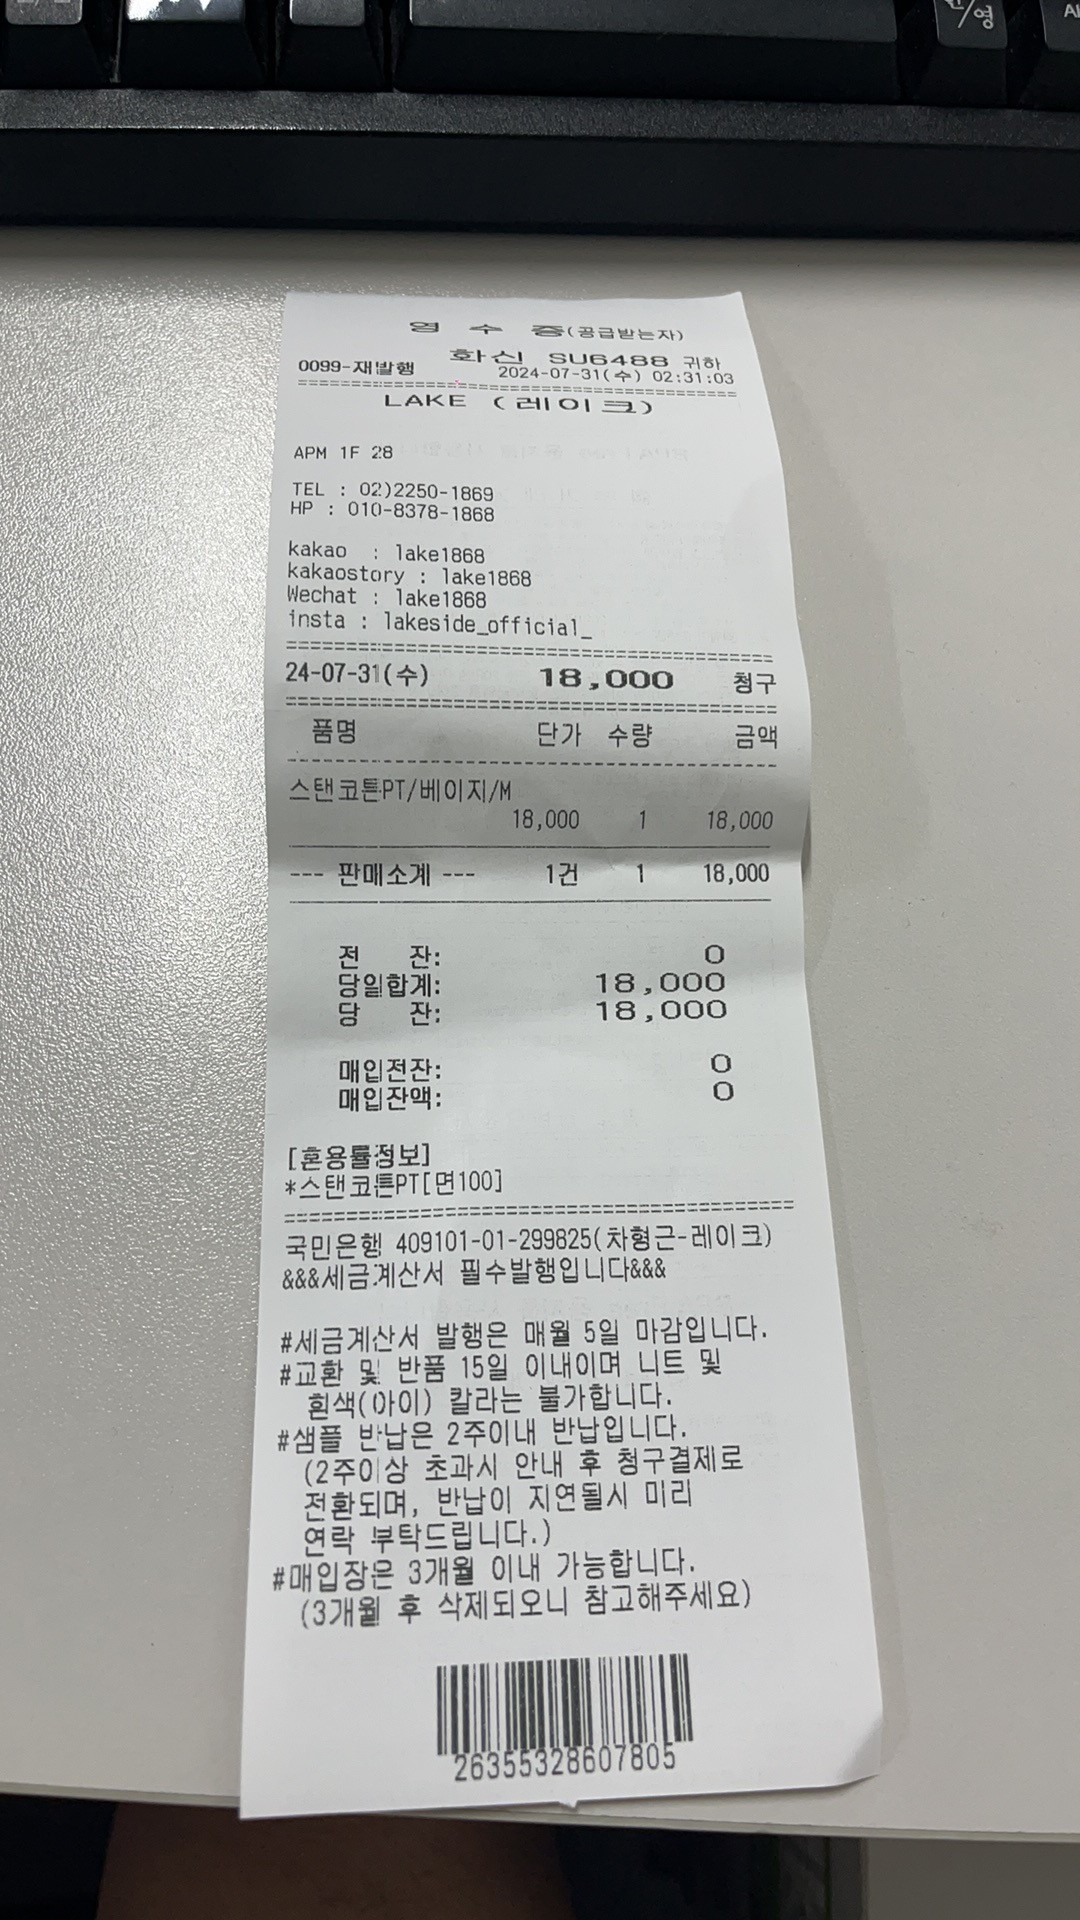 한/영
영 수 증(공급받는자)
화신 SU6488 귀하
0099-재발행 2024-07-31(수) 02:31:03
================================================
LAKE (레이크)
APM 1F 28
TEL : 02)2250-1869
HP : 010-8378-1868
kakao : lake1868
kakaostory : lake1868
Wechat : lake1868
insta : lakeside_official_
================================================
24-07-31(수) 18,000 청구
================================================
품명 단가 수량 금액
------------------------------------------------
스탠코튼PT/베이지/M
18,000 1 18,000
--- 판매소계 --- 1건 1 18,000
전 잔: 0
당일합계: 18,000
당 잔: 18,000
매입전잔: 0
매입잔액: 0
[혼용률정보]
*스탠코튼PT[면100]
================================================
국민은행 409101-01-299825(차형근-레이크)
&&&세금계산서 필수발행입니다&&&
#세금계산서 발행은 매월 5일 마감입니다.
#교환 및 반품 15일 이내이며 니트 및
흰색(아이) 칼라는 불가합니다.
#샘플 반납은 2주이내 반납입니다.
(2주이상 초과시 안내 후 청구결제로
전환되며, 반납이 지연될시 미리
연락 부탁드립니다.)
#매입장은 3개월 이내 가능합니다.
(3개월 후 삭제되오니 참고해주세요)
26355328607805